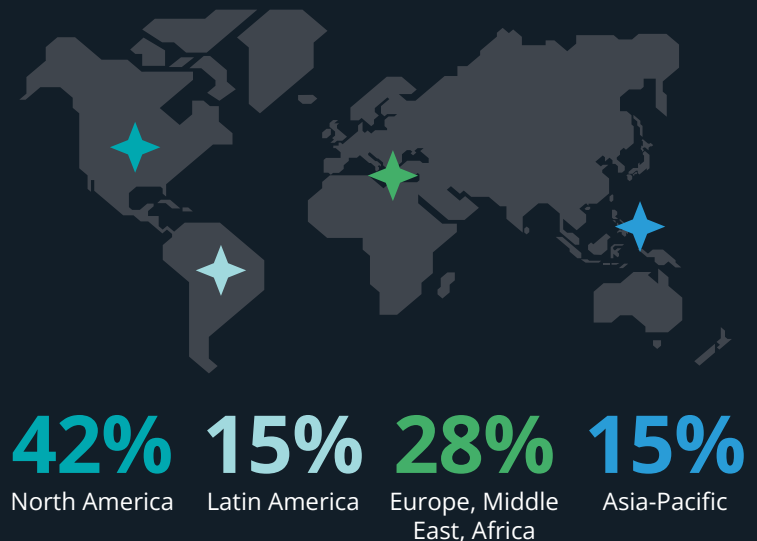 42% 15% 28% 15%
North America Latin America Europe, Middle East, Africa Asia-Pacific